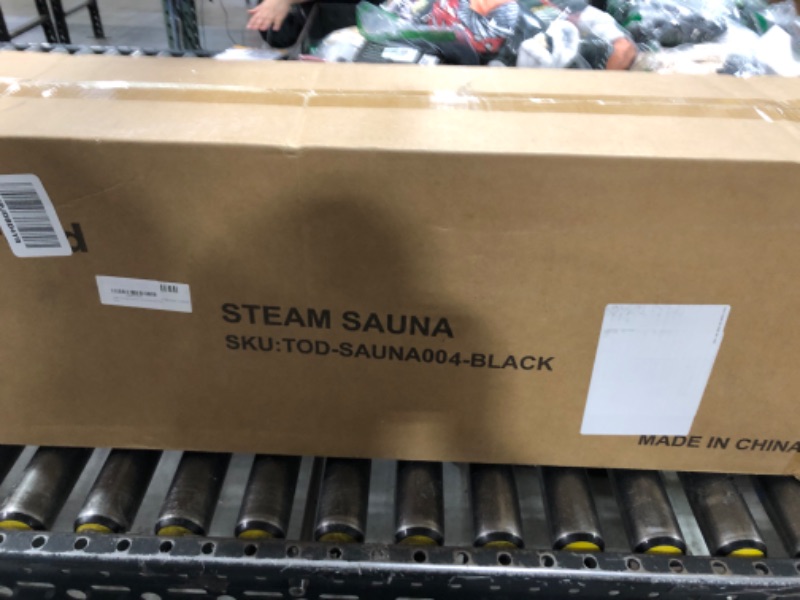 STEAM SAUNA
SKU:TOD-SAUNA004-BLACK
MADE IN CHINA